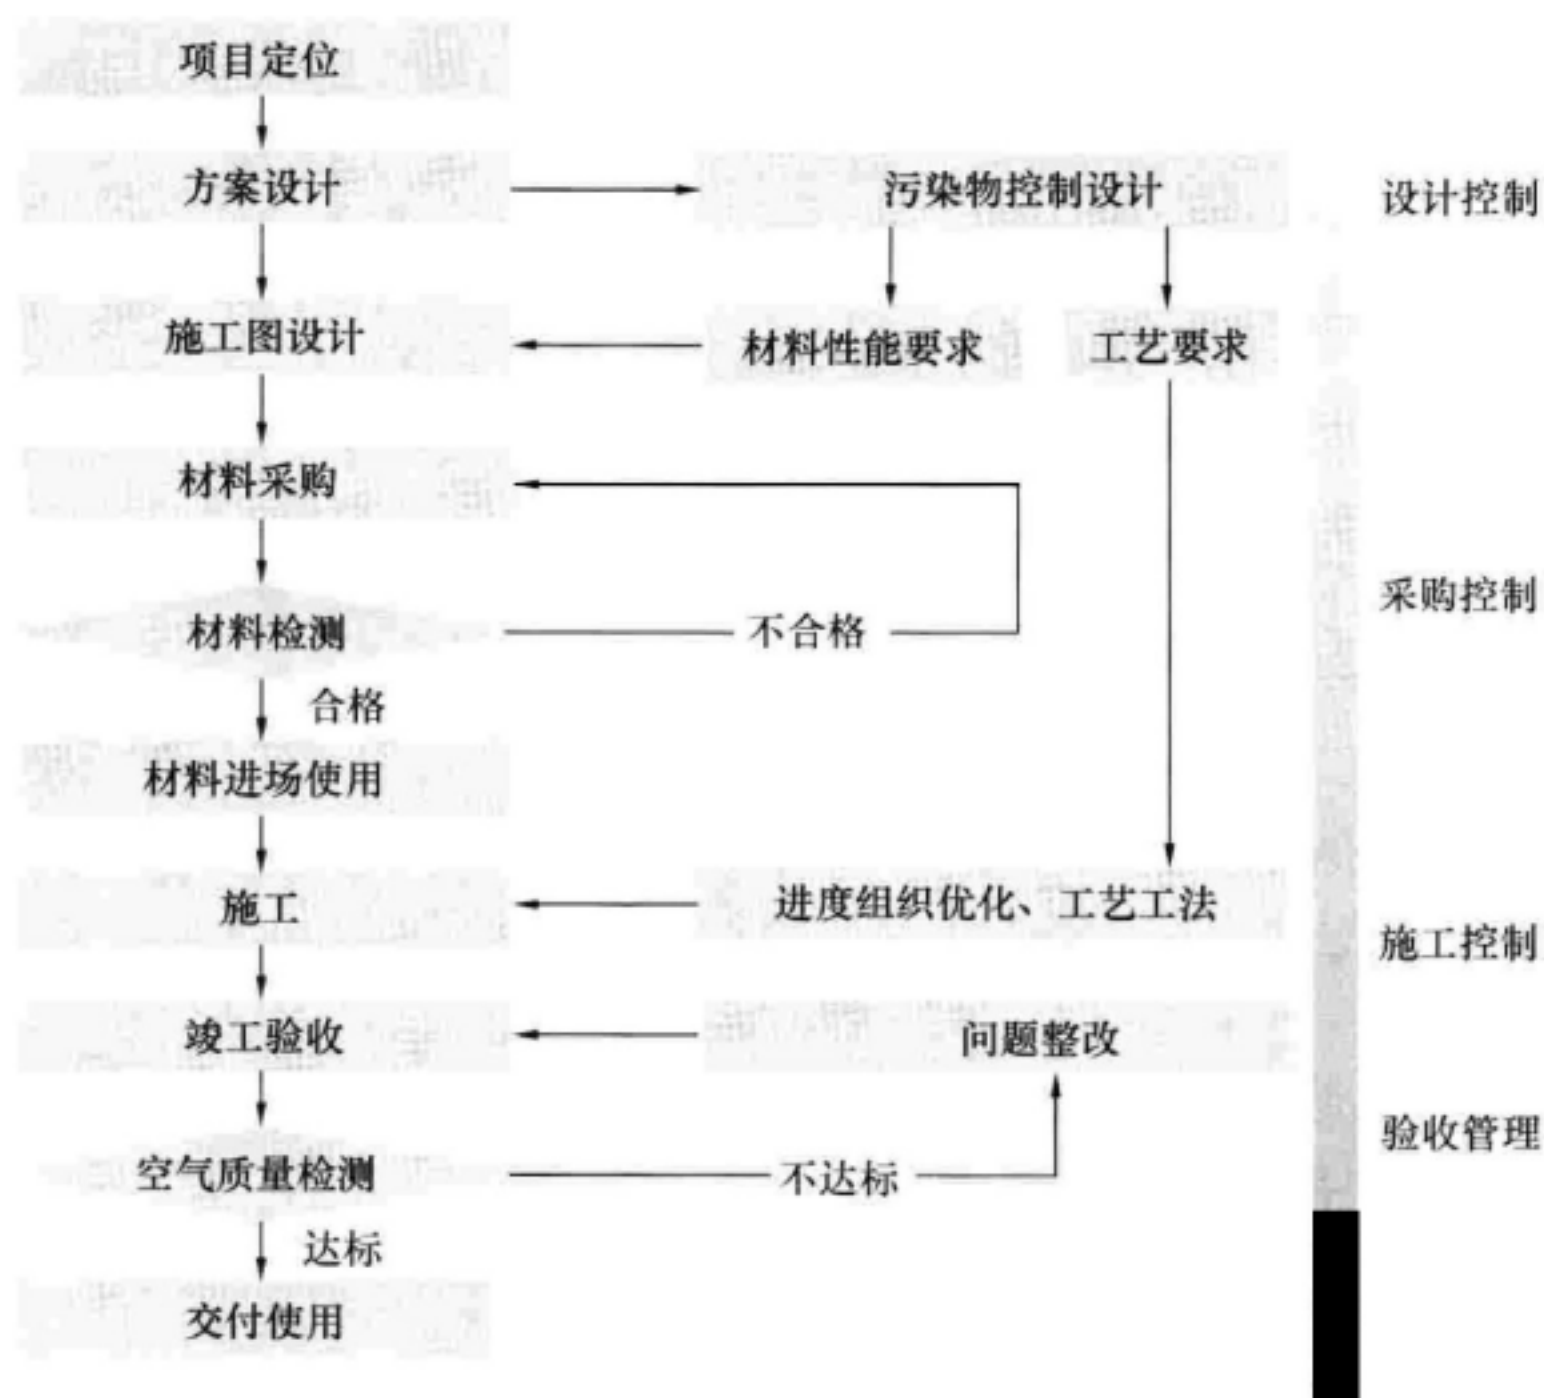 项目定位
方案设计
污染物控制设计
设计控制
施工图设计
材料性能要求
工艺要求
材料采购
采购控制
材料检测
不合格
合格
材料进场使用
施工
进度组织优化、工艺工法
施工控制
竣工验收
问题整改
验收管理
空气质量检测
不达标
达标
交付使用